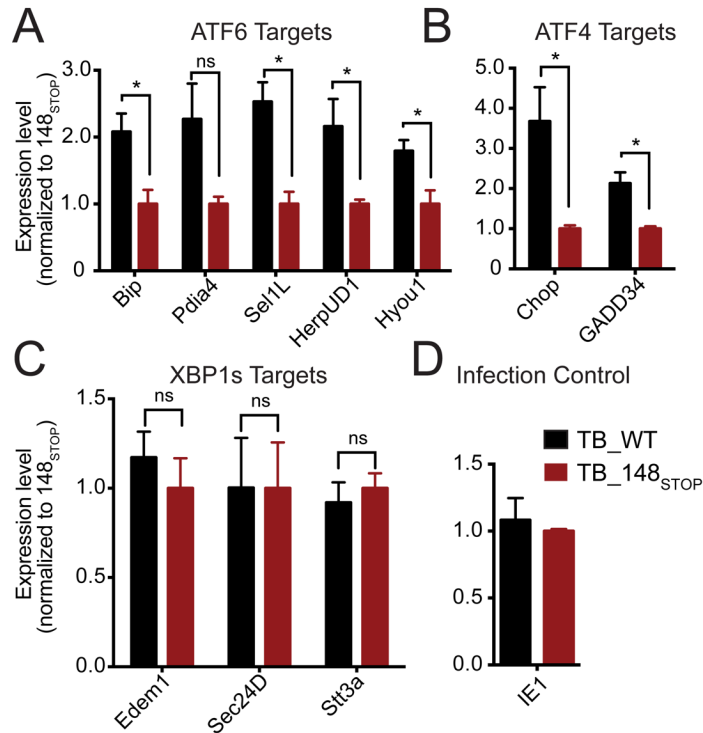 A
ATF6 Targets
Expression level
(normalized to 148STOP)
3.0
2.0
1.0
0
*
ns
*
*
*
Bip
Pdia4
Sel1L
HerpUD1
Hyou1
B
ATF4 Targets
5.0
4.0
3.0
2.0
1.0
0
*
*
Chop
GADD34
C
XBP1s Targets
Expression level
(normalized to 148STOP)
1.5
1.0
0.5
0.0
ns
ns
ns
Edem1
Sec24D
Stt3a
D
Infection Control
TB_WT
TB_148STOP
1.5
1.0
0.5
0.0
IE1